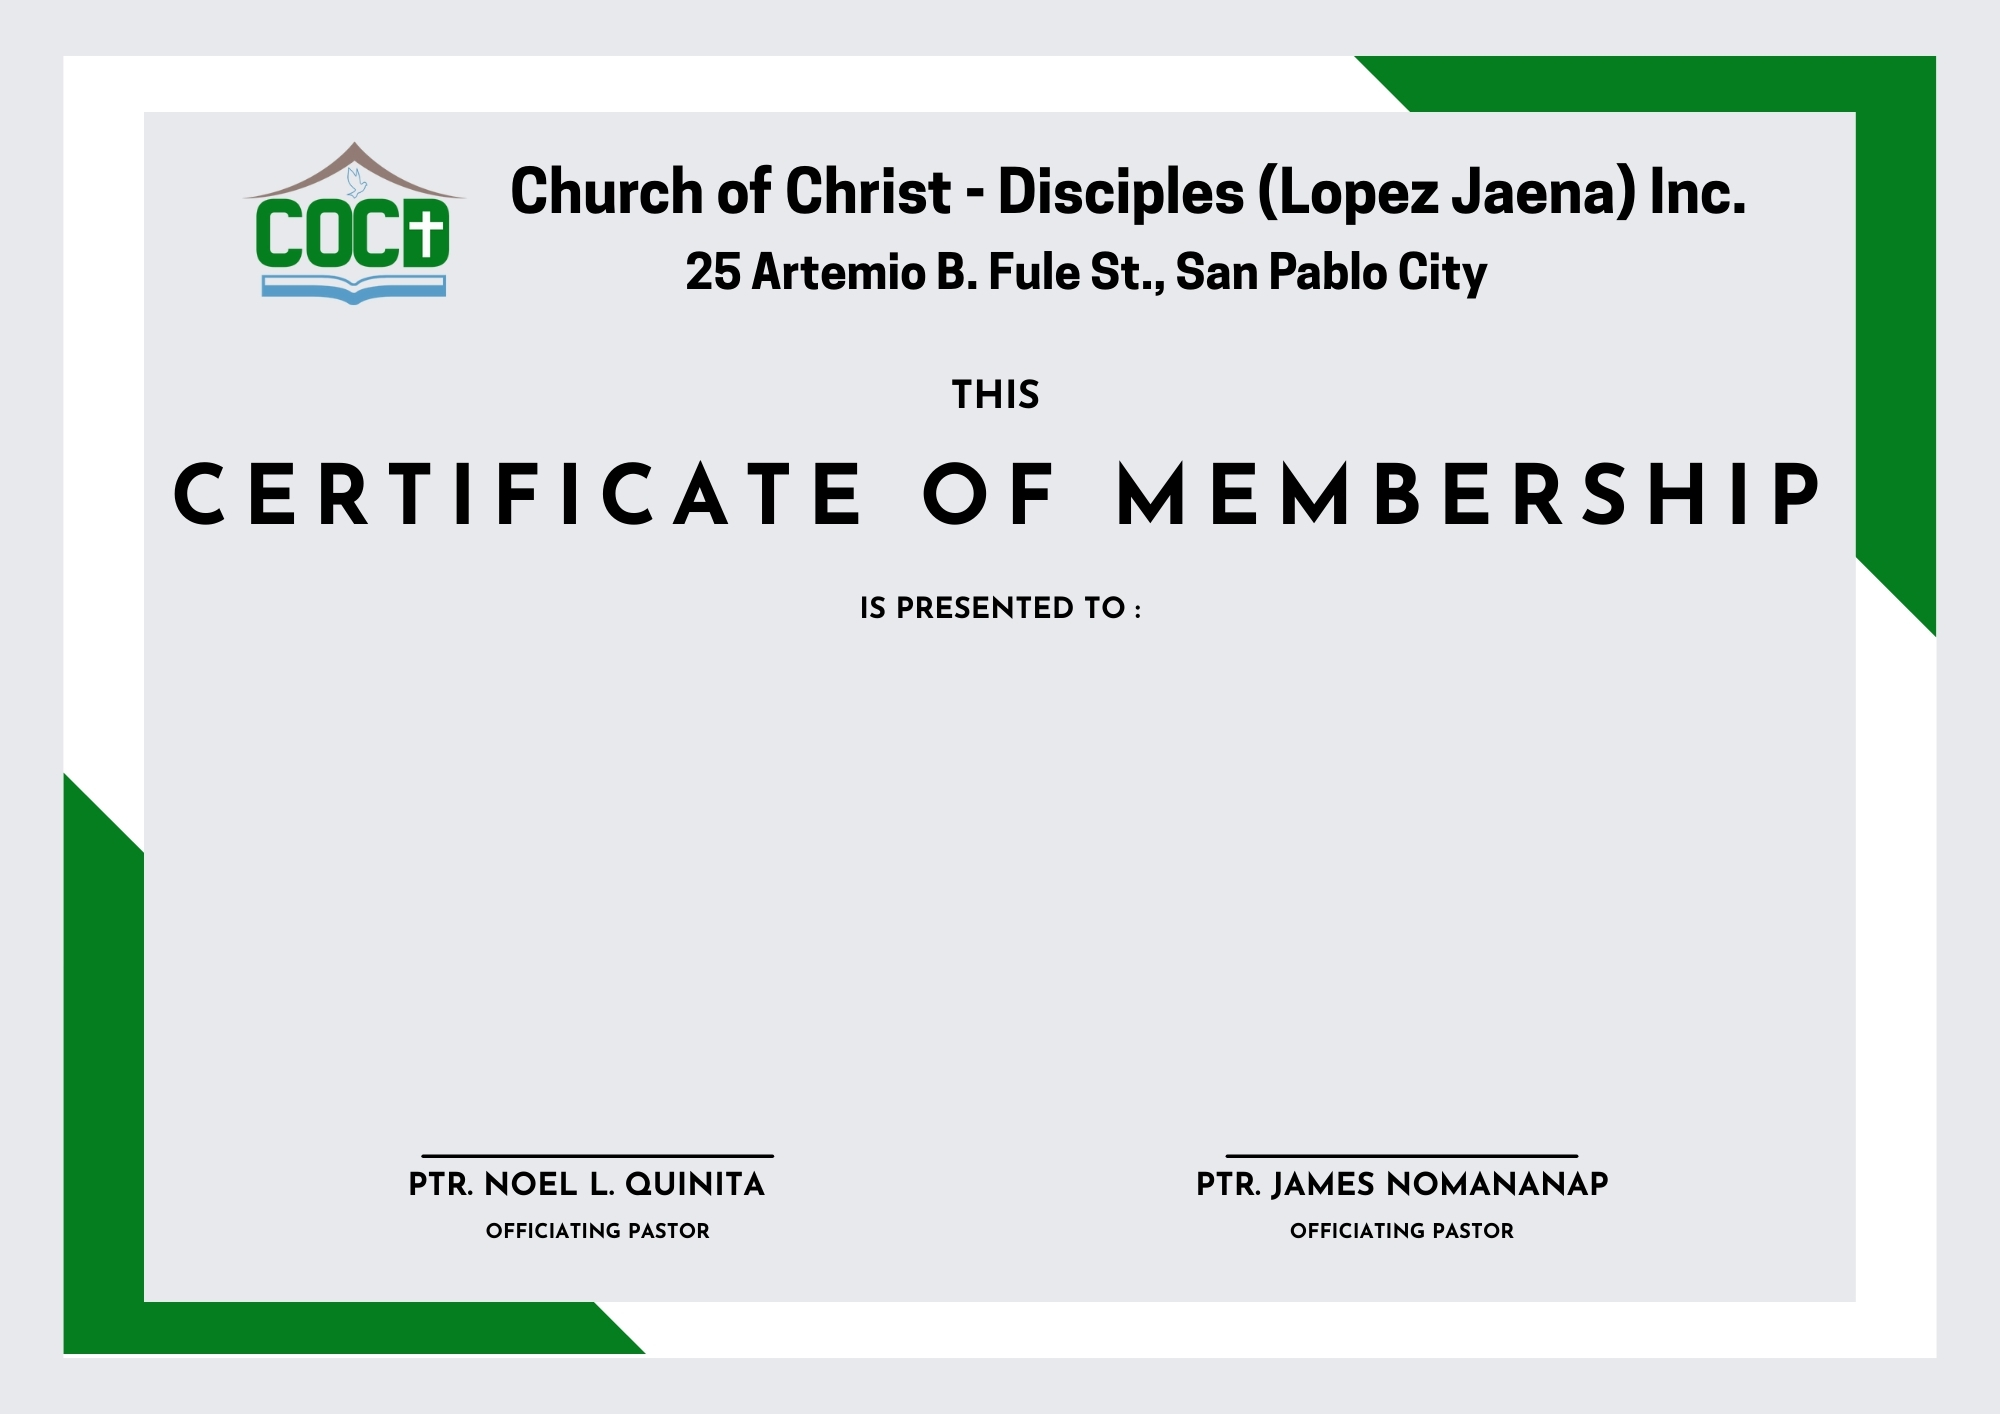 COCD
Church of Christ - Disciples (Lopez Jaena) Inc.
25 Artemio B. Fule St., San Pablo City
THIS
CERTIFICATE OF MEMBERSHIP
IS PRESENTED TO :
PTR. NOEL L. QUINITA
OFFICIATING PASTOR
PTR. JAMES NOMANANAP
OFFICIATING PASTOR